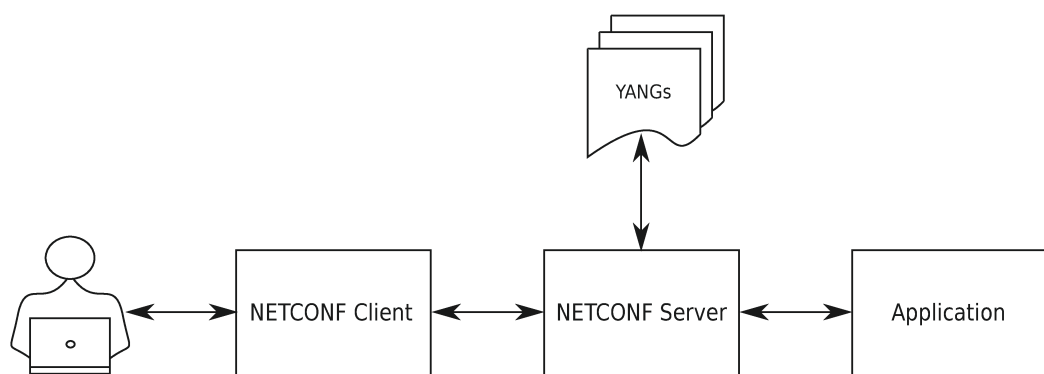 YANGs
NETCONF Client
NETCONF Server
Application